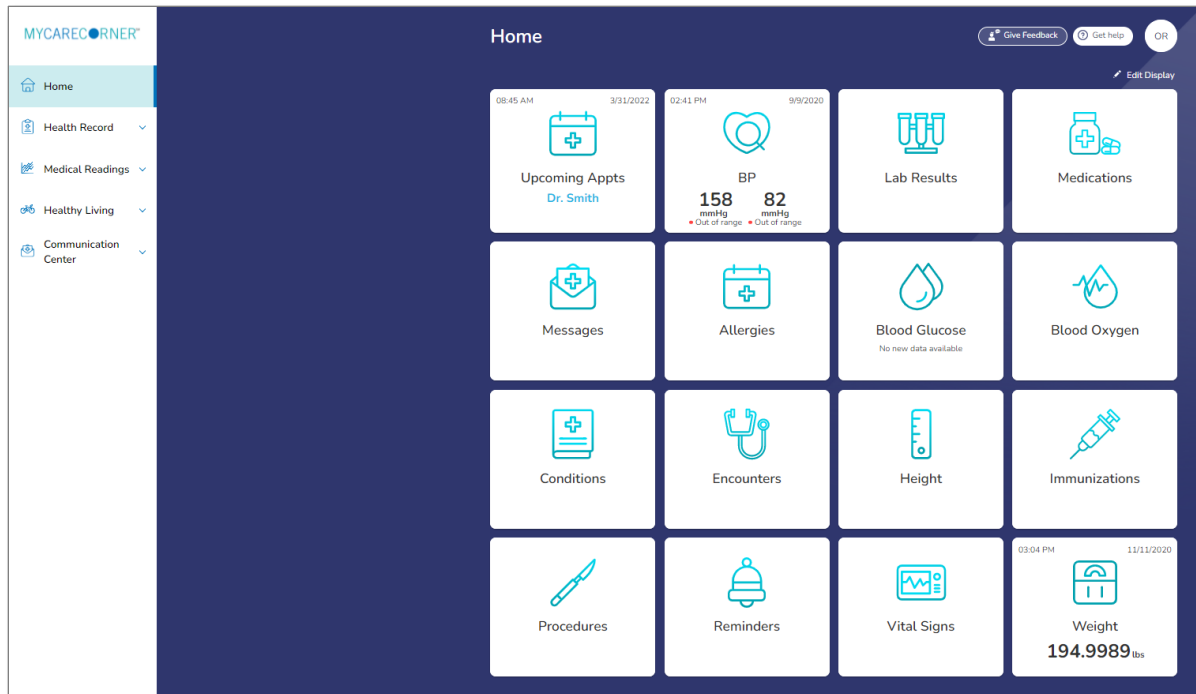 MYCARECORNER™
Home
Give Feedback
Get help
OR
Edit Display
Home
Health Record
Medical Readings
Healthy Living
Communication
Center
08:45 AM 3/31/2022
Upcoming Appts
Dr. Smith
02:41 PM 9/9/2020
BP
158 82
mmHg mmHg
Out of range Out of range
Lab Results
Medications
Messages
Allergies
Blood Glucose
No new data available
Blood Oxygen
Conditions
Encounters
Height
Immunizations
Procedures
Reminders
Vital Signs
03:04 PM 11/11/2020
Weight
194.9989 lbs